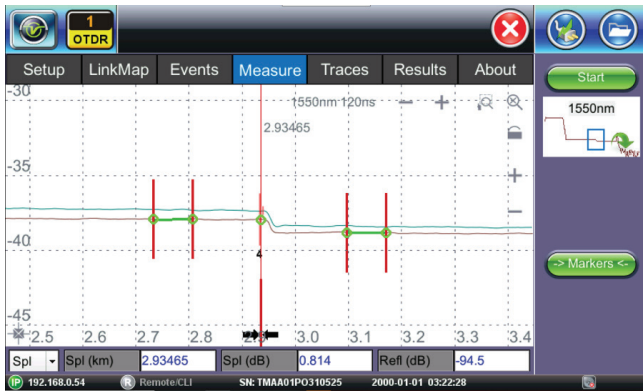 1
OTDR
Setup LinkMap Events Measure Traces Results About
Start
-30
1550nm 120ns
1550nm
2.93465
-35
-40
4
-> Markers <-
-45
2.5 2.6 2.7 2.8 3.0 3.1 3.2 3.3 3.4
Spl Spl (km) 2.93465 Spl (dB) 0.814 Refl (dB) -94.5
IP 192.168.0.54 R Remote/CLI SN: TMAA01PO310525 2000-01-01 03:22:28